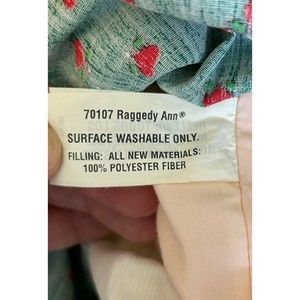 70107 Raggedy Ann®
SURFACE WASHABLE ONLY.
FILLING: ALL NEW MATERIALS:
100% POLYESTER FIBER